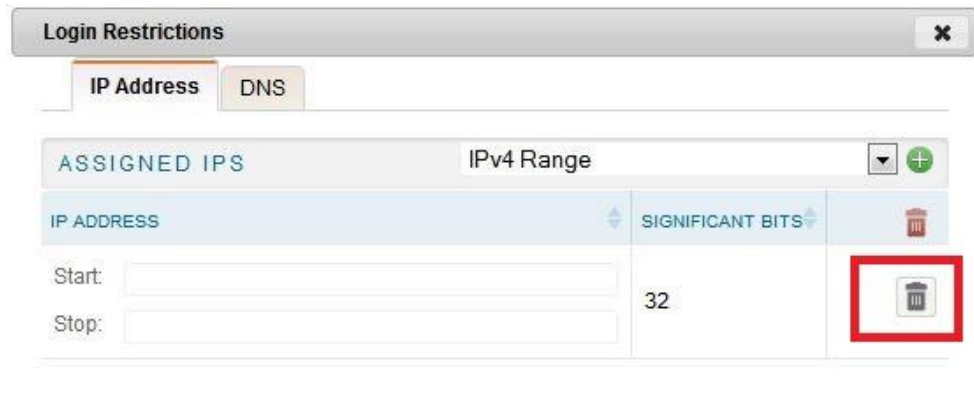 Login Restrictions
IP Address DNS
ASSIGNED IPS IPv4 Range
IP ADDRESS SIGNIFICANT BITS
Start:
32
Stop: